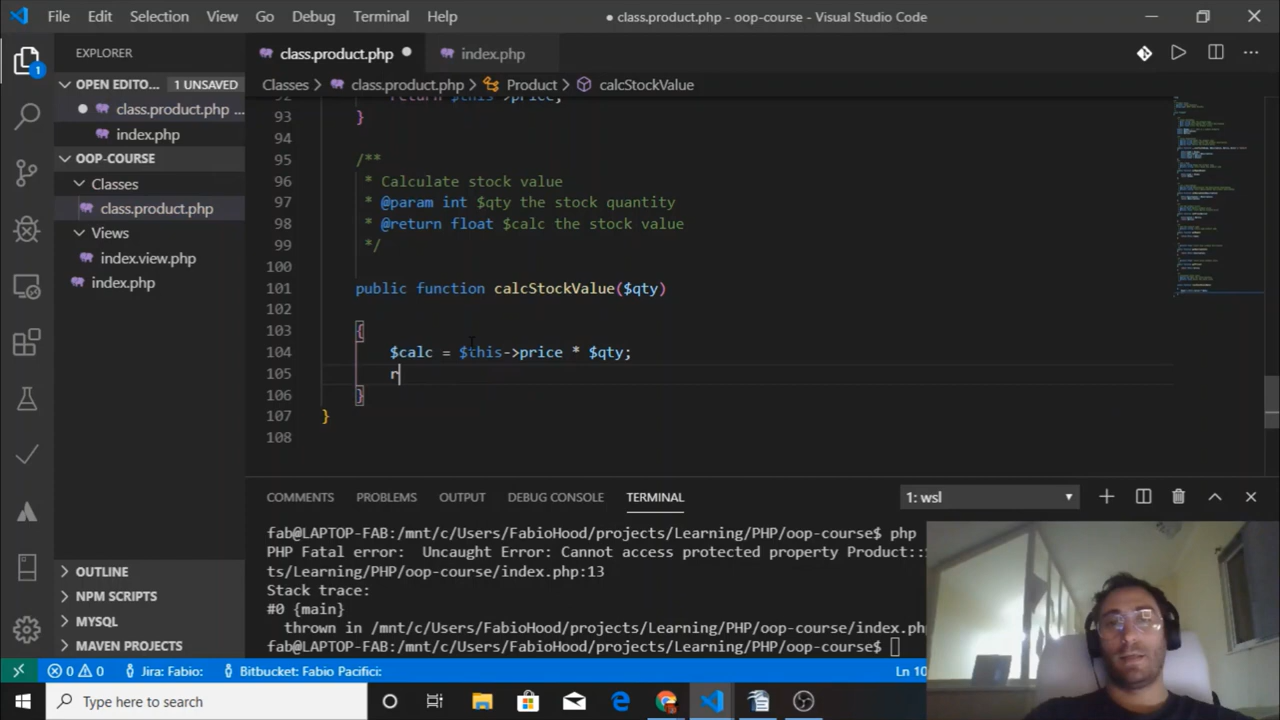 File Edit Selection View Go Debug Terminal Help
● class.product.php - oop-course - Visual Studio Code
EXPLORER
class.product.php
index.php
1
OPEN EDITO... 1 UNSAVED
class.product.php ...
index.php
OOP-COURSE
Classes
class.product.php
Views
index.view.php
index.php
Classes > class.product.php > Product > calcStockValue
92 return $this->price;
93 }
94
95 /**
96 * Calculate stock value
97 * @param int $qty the stock quantity
98 * @return float $calc the stock value
99 */
100
101 public function calcStockValue($qty)
102
103 {
104 $calc = $this->price * $qty;
105 r
106 }
107 }
108
OUTLINE
NPM SCRIPTS
MYSQL
MAVEN PROJECTS
COMMENTS PROBLEMS OUTPUT DEBUG CONSOLE TERMINAL
1: wsl
fab@LAPTOP-FAB:/mnt/c/Users/FabioHood/projects/Learning/PHP/oop-course$ php
PHP Fatal error:  Uncaught Error: Cannot access protected property Product::
ts/Learning/PHP/oop-course/index.php:13
Stack trace:
#0 {main}
thrown in /mnt/c/Users/FabioHood/projects/Learning/PHP/oop-course/index.php
fab@LAPTOP-FAB:/mnt/c/Users/FabioHood/projects/Learning/PHP/oop-course$
0 0 Jira: Fabio: Bitbucket: Fabio Pacifici: Ln 10
Type here to search